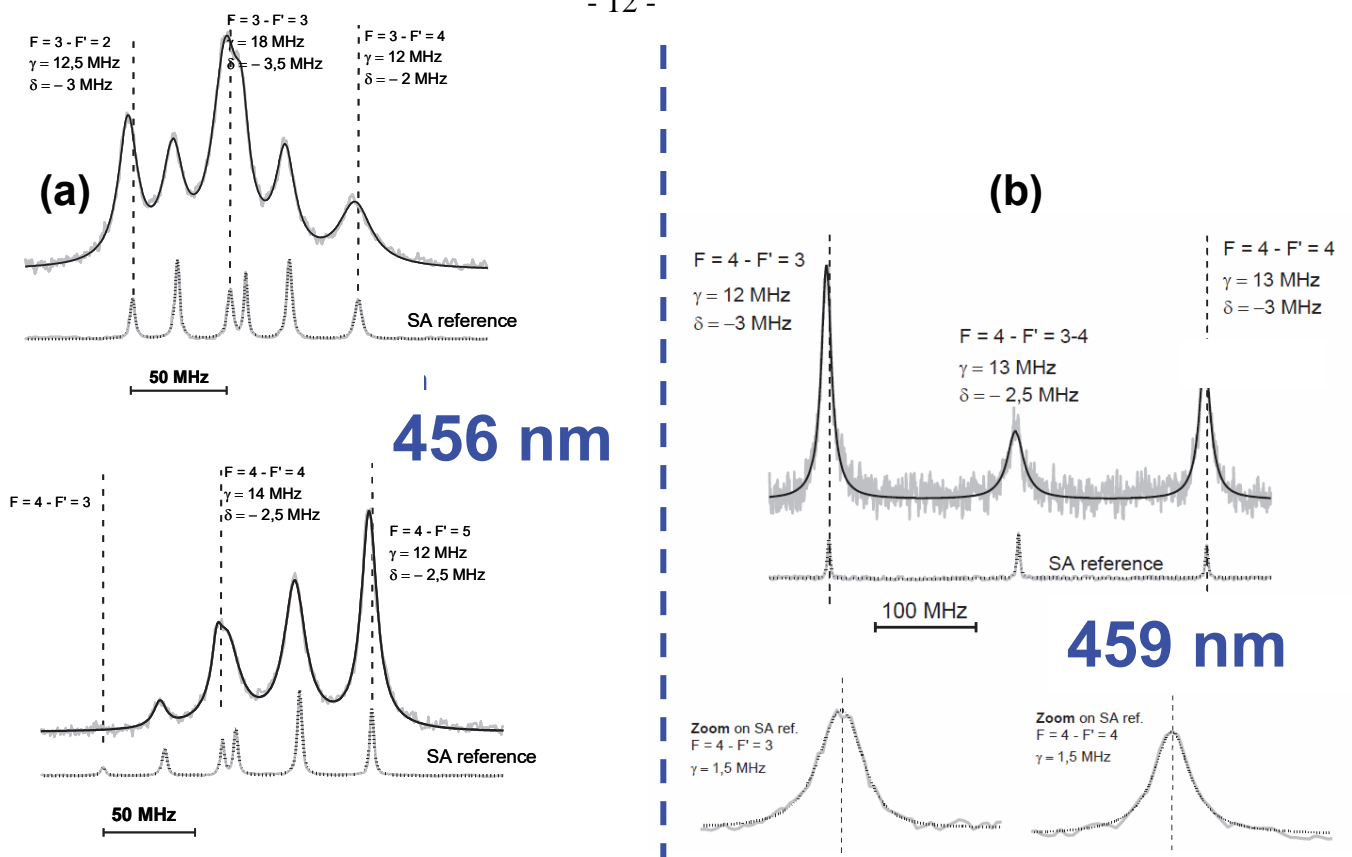 - 12 -
F = 3 - F' = 2
γ = 12,5 MHz
δ = – 3 MHz
F = 3 - F' = 3
γ = 18 MHz
δ = – 3,5 MHz
F = 3 - F' = 4
γ = 12 MHz
δ = – 2 MHz
(a)
SA reference
50 MHz
456 nm
F = 4 - F' = 3
F = 4 - F' = 4
γ = 14 MHz
δ = – 2,5 MHz
F = 4 - F' = 5
γ = 12 MHz
δ = – 2,5 MHz
SA reference
50 MHz
(b)
F = 4 - F' = 3
γ = 12 MHz
δ = –3 MHz
F = 4 - F' = 3-4
γ = 13 MHz
δ = – 2,5 MHz
F = 4 - F' = 4
γ = 13 MHz
δ = –3 MHz
SA reference
100 MHz
459 nm
Zoom on SA ref.
F = 4 - F' = 3
γ = 1,5 MHz
Zoom on SA ref.
F = 4 - F' = 4
γ = 1,5 MHz